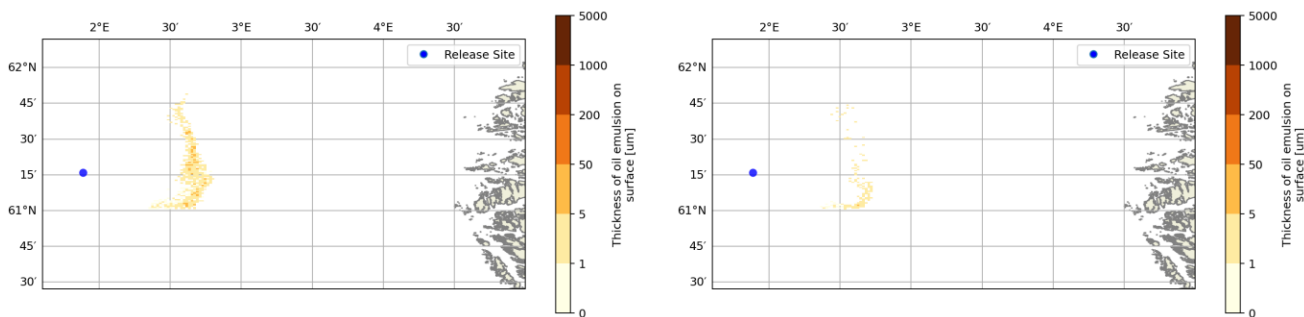 2°E 30′ 3°E 30′ 4°E 30′
62°N
45′
30′
15′
61°N
45′
30′
Release Site
5000
1000
200
50
5
1
0
Thickness of oil emulsion on
surface [um]
2°E 30′ 3°E 30′ 4°E 30′
62°N
45′
30′
15′
61°N
45′
30′
Release Site
5000
1000
200
50
5
1
0
Thickness of oil emulsion on
surface [um]